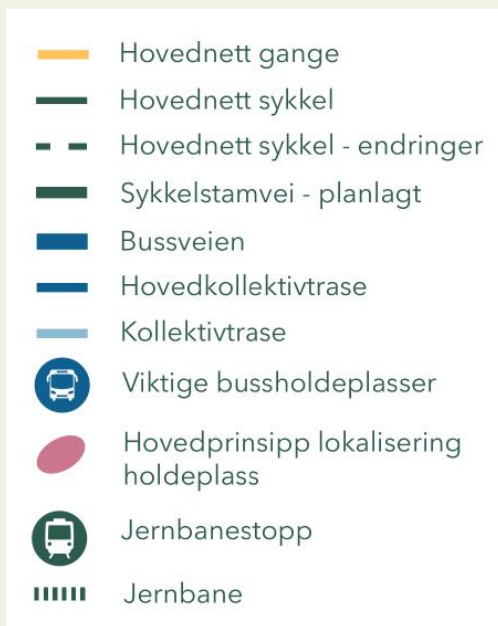 Hovednett gange
Hovednett sykkel
Hovednett sykkel - endringer
Sykkelstamvei - planlagt
Bussveien
Hovedkollektivtrase
Kollektivtrase
Viktige bussholdeplasser
Hovedprinsipp lokalisering
holdeplass
Jernbanestopp
Jernbane